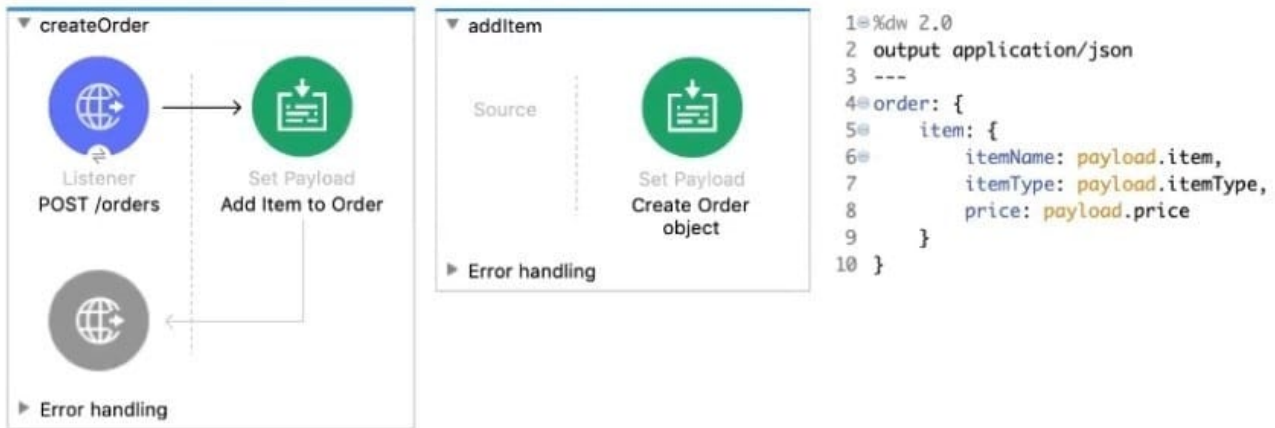 createOrder
Listener
POST /orders
Set Payload
Add Item to Order
Error handling
addItem
Source
Set Payload
Create Order
object
Error handling
1 %dw 2.0
2 output application/json
3 ---
4 order: {
5 item: {
6 itemName: payload.item,
7 itemType: payload.itemType,
8 price: payload.price
9 }
10 }